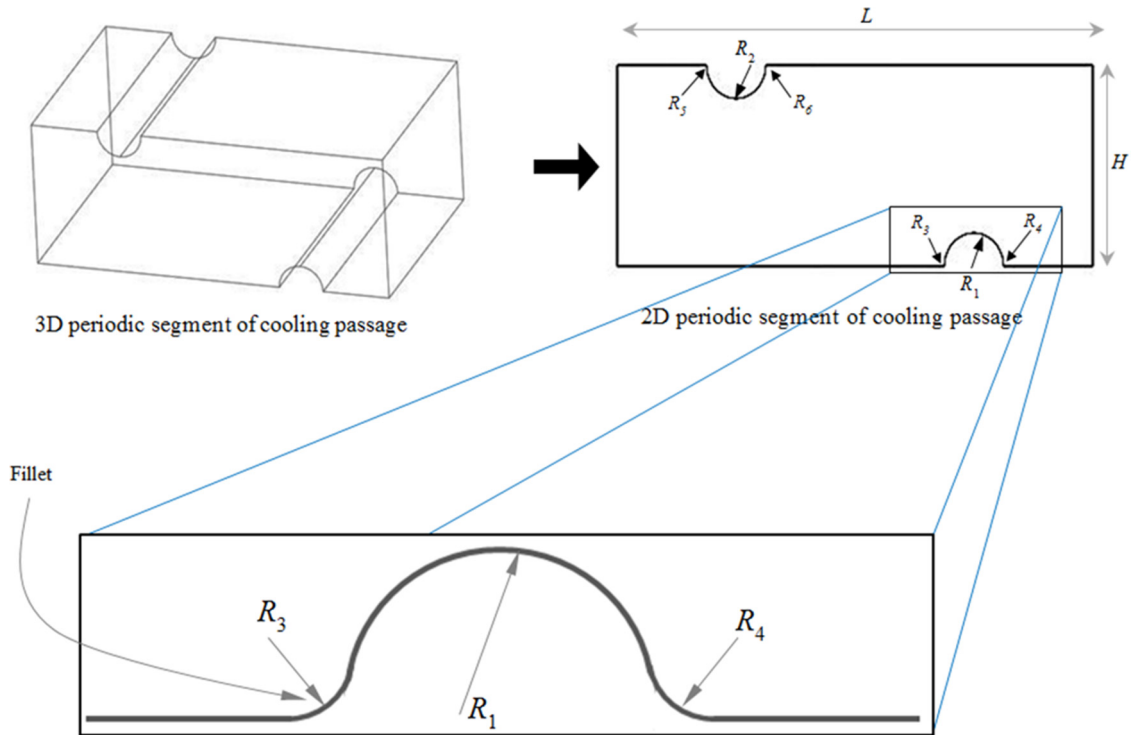 L
R2
R5
R6
H
R3
R4
R1
3D periodic segment of cooling passage
2D periodic segment of cooling passage
Fillet
R3
R4
R1